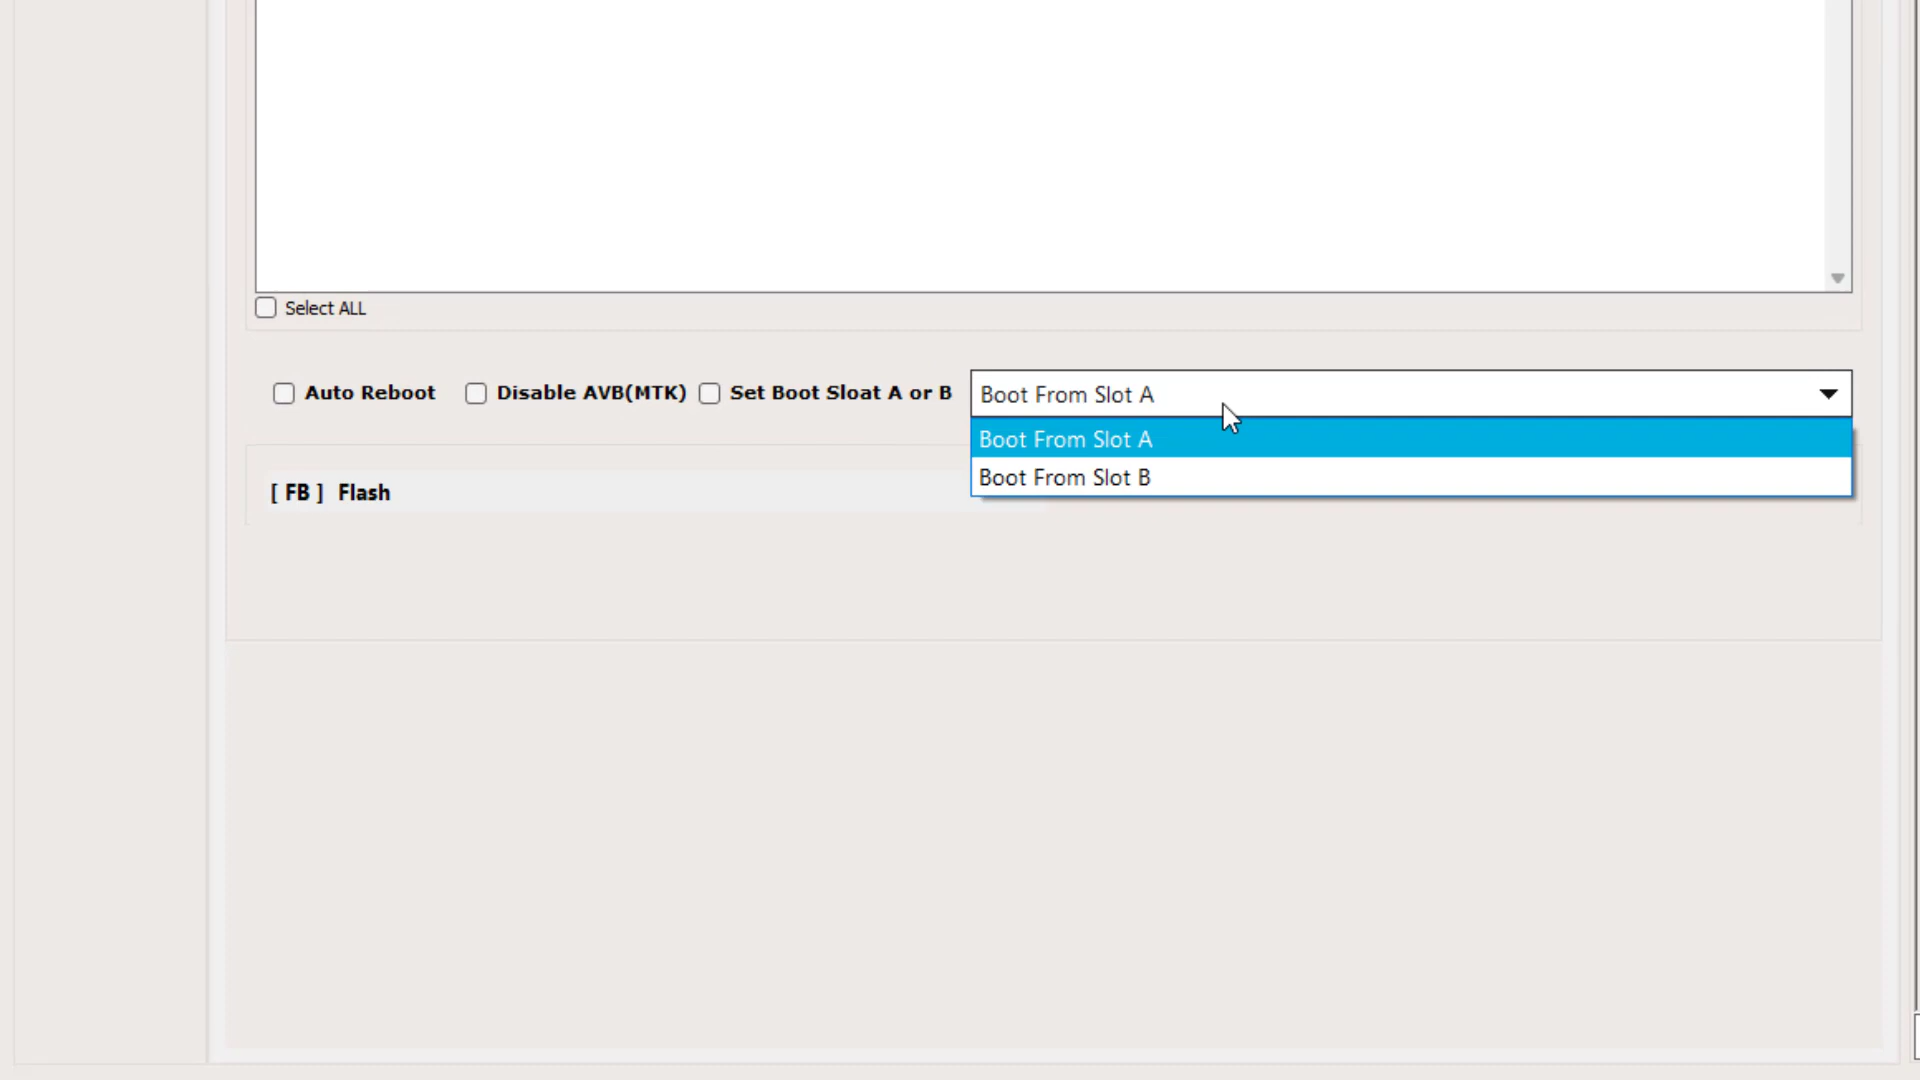 Select ALL
Auto Reboot Disable AVB(MTK) Set Boot Sloat A or B Boot From Slot A
Boot From Slot A
Boot From Slot B
[ FB ] Flash